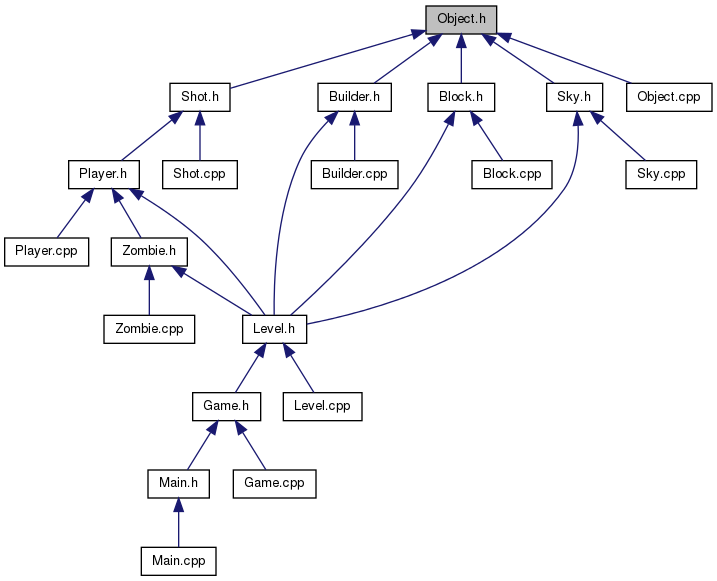 Object.h
Shot.h
Builder.h
Block.h
Sky.h
Object.cpp
Player.h
Shot.cpp
Builder.cpp
Block.cpp
Sky.cpp
Player.cpp
Zombie.h
Zombie.cpp
Level.h
Game.h
Level.cpp
Main.h
Game.cpp
Main.cpp